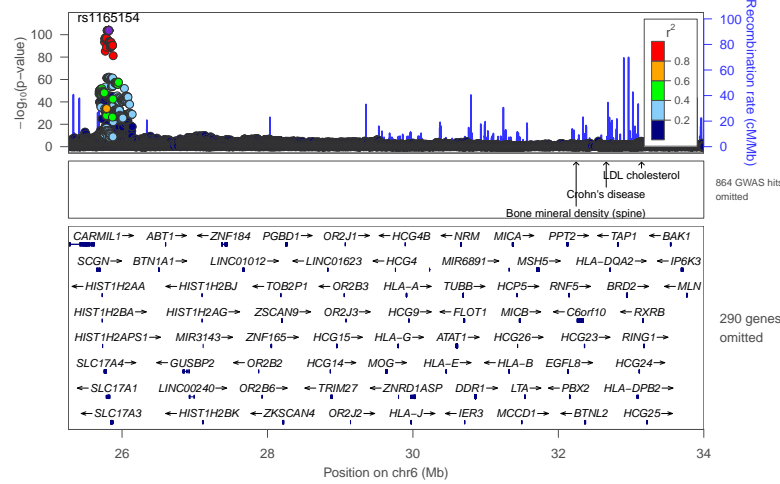 rs1165154
−log10(p−value)
0
20
40
60
80
100
Recombination rate (cM/Mb)
0
20
40
60
80
100
r2
0.8
0.6
0.4
0.2
LDL cholesterol
Crohn's disease
Bone mineral density (spine)
864 GWAS hits
omitted
CARMIL1→ ABT1→ ←ZNF184 PGBD1→ OR2J1→ ←HCG4B ←NRM MICA→ PPT2→ ←TAP1 ←BAK1
SCGN→ BTN1A1→ LINC01012→ ←LINC01623 ←HCG4 MIR6891→ MSH5→ HLA−DQA2→ ←IP6K3
←HIST1H2AA ←HIST1H2BJ ←TOB2P1 ←OR2B3 HLA−A→ TUBB→ HCP5→ RNF5→ BRD2→ ←MLN
HIST1H2BA→ HIST1H2AG→ ZSCAN9→ OR2J3→ HCG9→ ←FLOT1 MICB→ ←C6orf10 ←RXRB
HIST1H2APS1→ MIR3143→ ZNF165→ HCG15→ HLA−G→ ATAT1→ HCG26→ HCG23→ RING1→
SLC17A4→ ←GUSBP2 ←OR2B2 HCG14→ MOG→ ←HLA−E ←HLA−B EGFL8→ HCG24→
←SLC17A1 LINC00240→ OR2B6→ ←TRIM27 ←ZNRD1ASP DDR1→ LTA→ ←PBX2 HLA−DPB2→
←SLC17A3 ←HIST1H2BK ←ZKSCAN4 OR2J2→ HLA−J→ ←IER3 MCCD1→ ←BTNL2 HCG25→
290 genes
omitted
26
28
30
32
34
Position on chr6 (Mb)